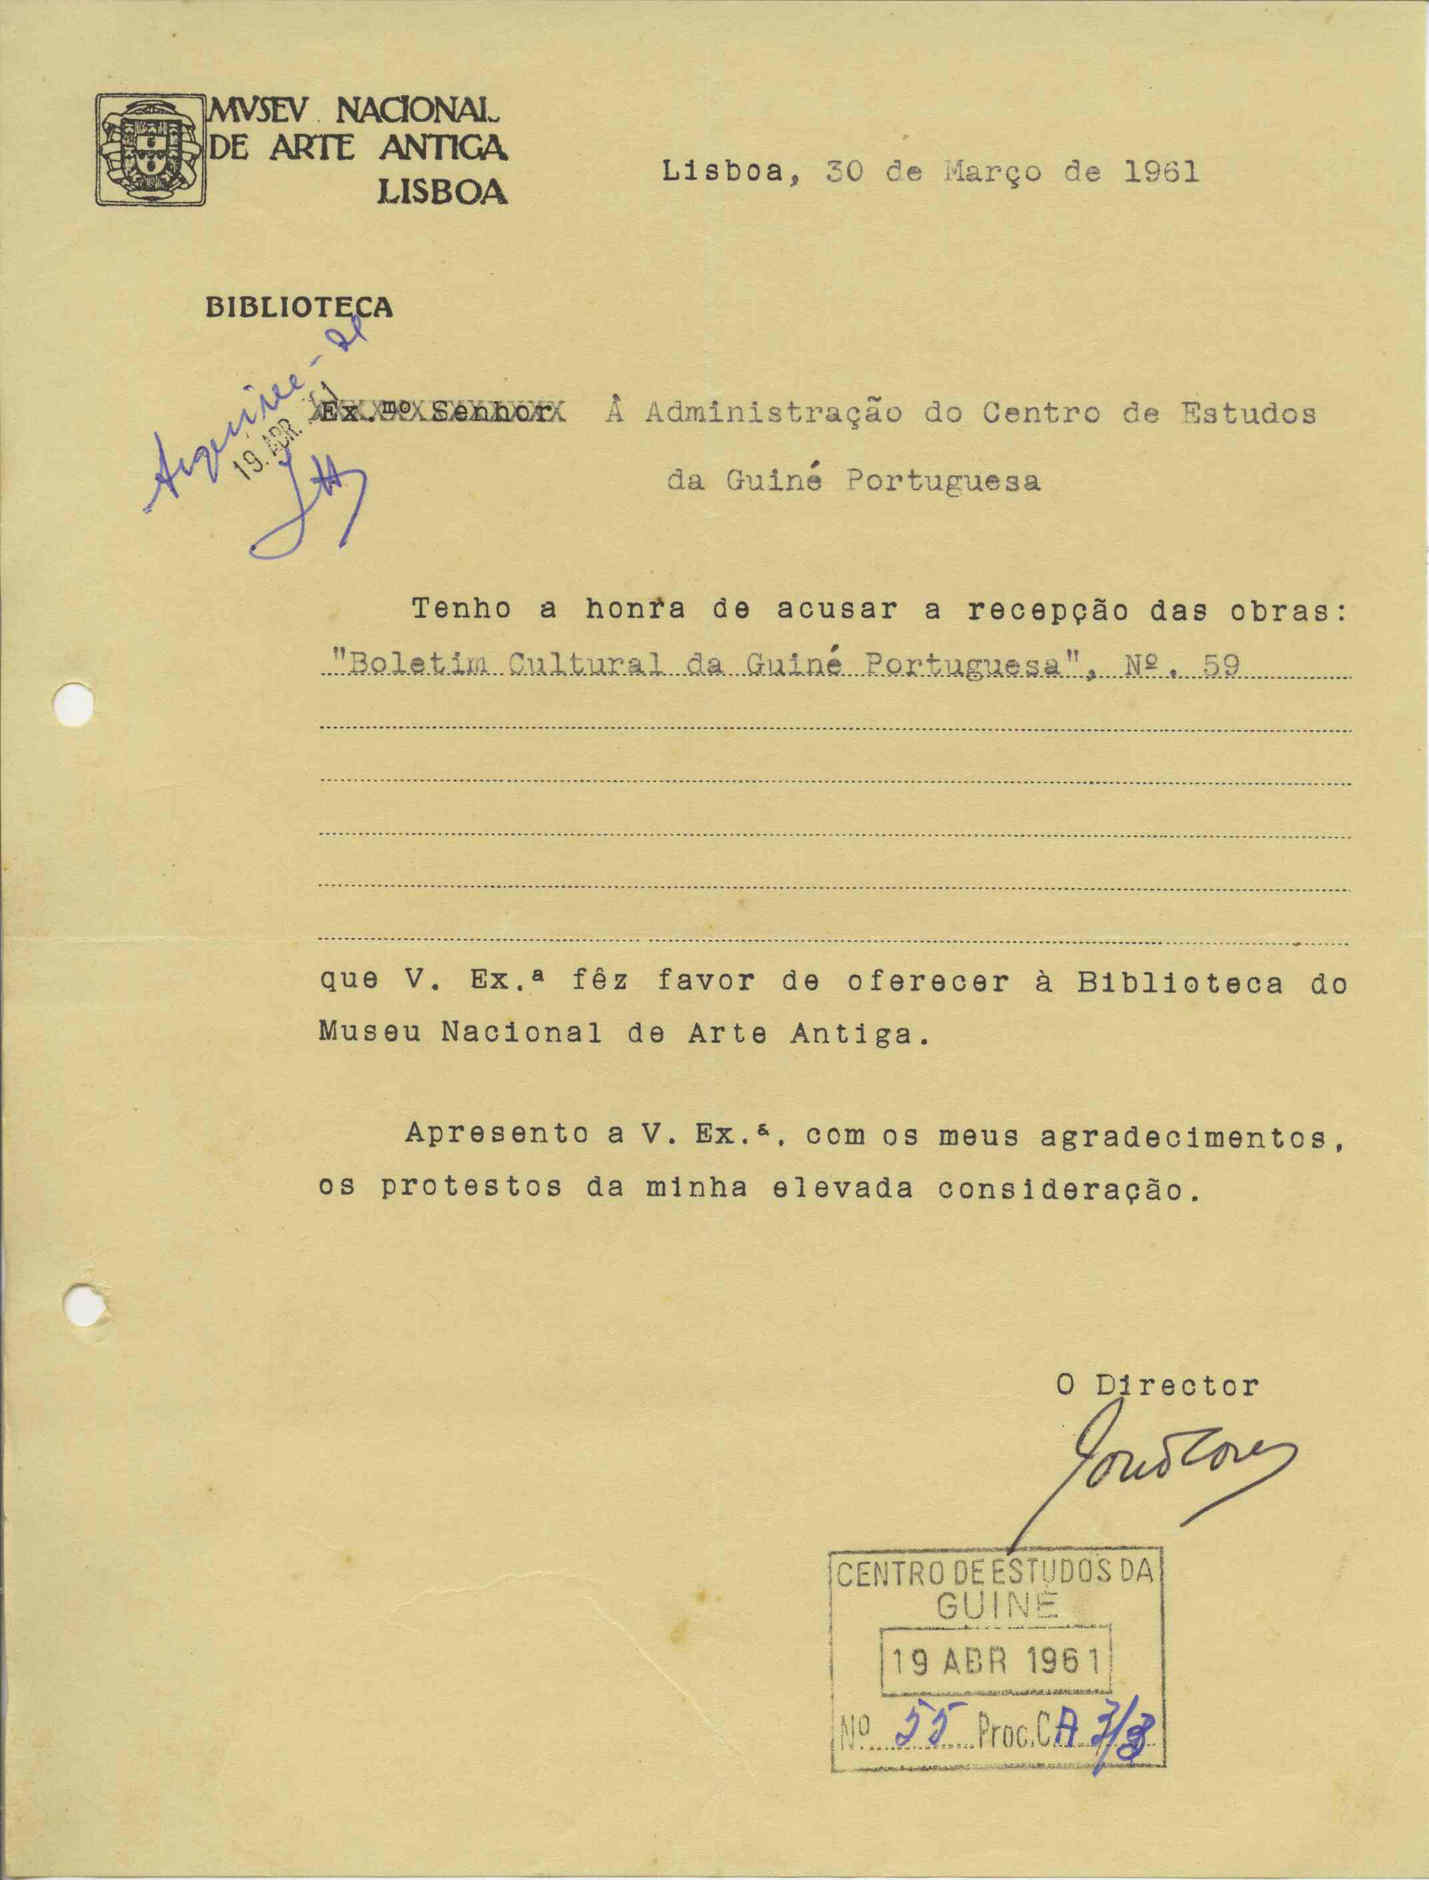 MVSEV NACIONAL
DE ARTE ANTIGA
LISBOA
Lisboa, 30 de Março de 1961
BIBLIOTECA
Arquive-se
19. ABR. 61
Ex.mo Senhor À Administração do Centro de Estudos
da Guiné Portuguesa
Tenho a honra de acusar a recepção das obras:
"Boletim Cultural da Guiné Portuguesa", Nº. 59
que V. Ex.ª fêz favor de oferecer à Biblioteca do
Museu Nacional de Arte Antiga.
Apresento a V. Ex.ª, com os meus agradecimentos,
os protestos da minha elevada consideração.
O Director
CENTRO DE ESTUDOS DA
GUINÉ
19 ABR 1961
Nº 55 Proc. CA 7/3